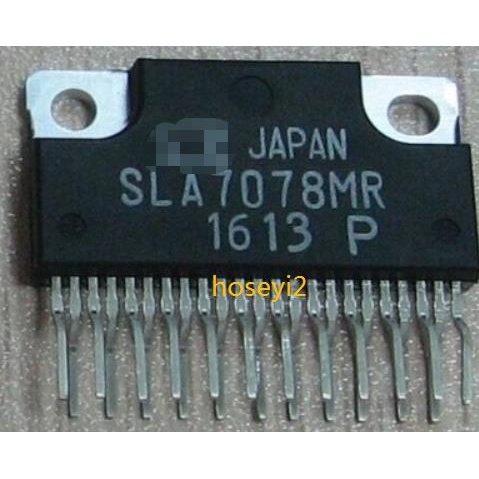 JAPAN
SLA7078MR
1613 P
hoseyi2